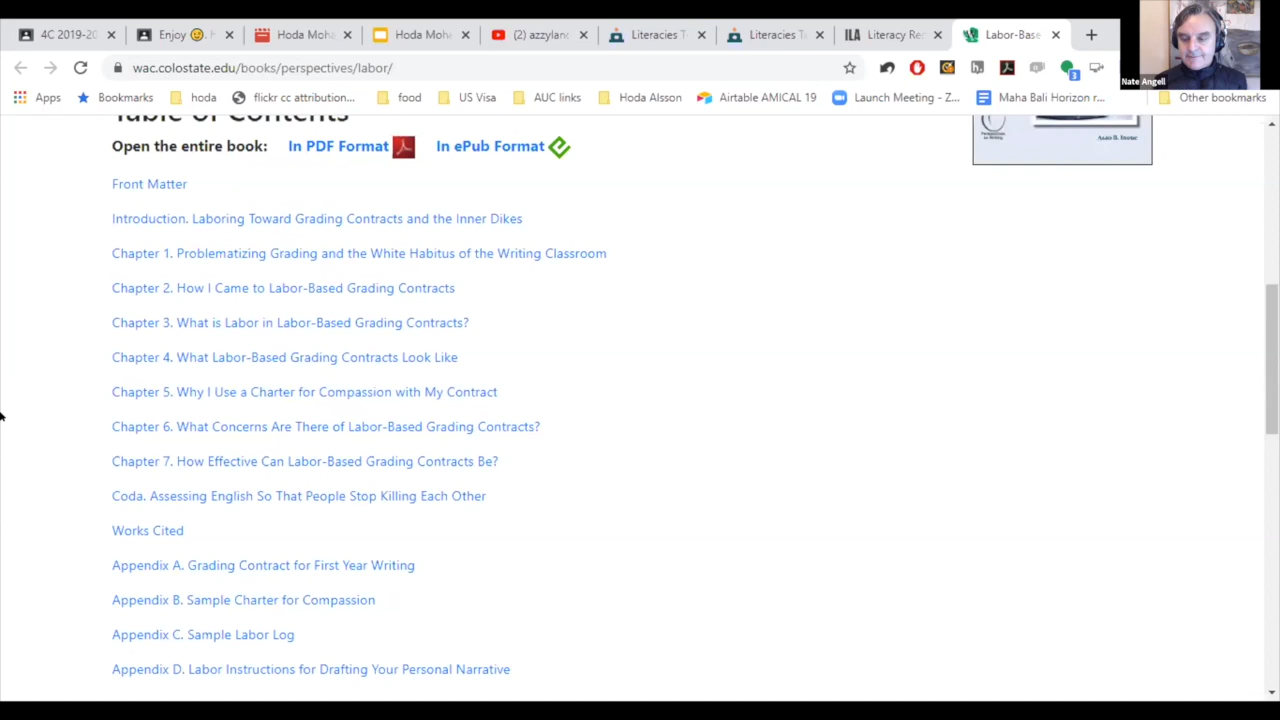 4C 2019-20
Enjoy 😉. H
Hoda Moha
Hoda Moha
(2) azzylan
Literacies T
Literacies Te
ILA Literacy Re
Labor-Base
wac.colostate.edu/books/perspectives/labor/
Nate Angell
Apps Bookmarks hoda flickr cc attribution... food US Visa AUC links Hoda Alsson Airtable AMICAL 19 Launch Meeting - Z... Maha Bali Horizon r... Other bookmarks
Table of Contents
Open the entire book: In PDF Format In ePub Format
Front Matter
Introduction. Laboring Toward Grading Contracts and the Inner Dikes
Chapter 1. Problematizing Grading and the White Habitus of the Writing Classroom
Chapter 2. How I Came to Labor-Based Grading Contracts
Chapter 3. What is Labor in Labor-Based Grading Contracts?
Chapter 4. What Labor-Based Grading Contracts Look Like
Chapter 5. Why I Use a Charter for Compassion with My Contract
Chapter 6. What Concerns Are There of Labor-Based Grading Contracts?
Chapter 7. How Effective Can Labor-Based Grading Contracts Be?
Coda. Assessing English So That People Stop Killing Each Other
Works Cited
Appendix A. Grading Contract for First Year Writing
Appendix B. Sample Charter for Compassion
Appendix C. Sample Labor Log
Appendix D. Labor Instructions for Drafting Your Personal Narrative